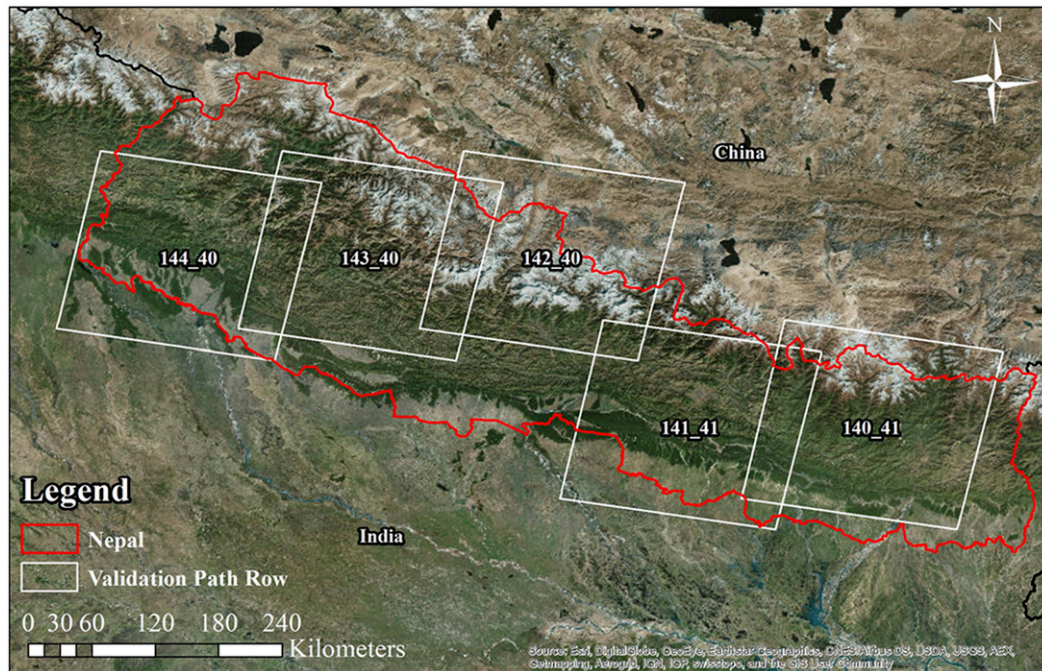 N
China
144_40
143_40
142_40
141_41
140_41
Legend
Nepal
Validation Path Row
India
0 30 60 120 180 240
Kilometers
Source: Esri, DigitalGlobe, GeoEye, Earthstar Geographics, CNES/Airbus DS, USDA, USGS, AEX,
Getmapping, Aerogrid, IGN, IGP, swisstopo, and the GIS User Community